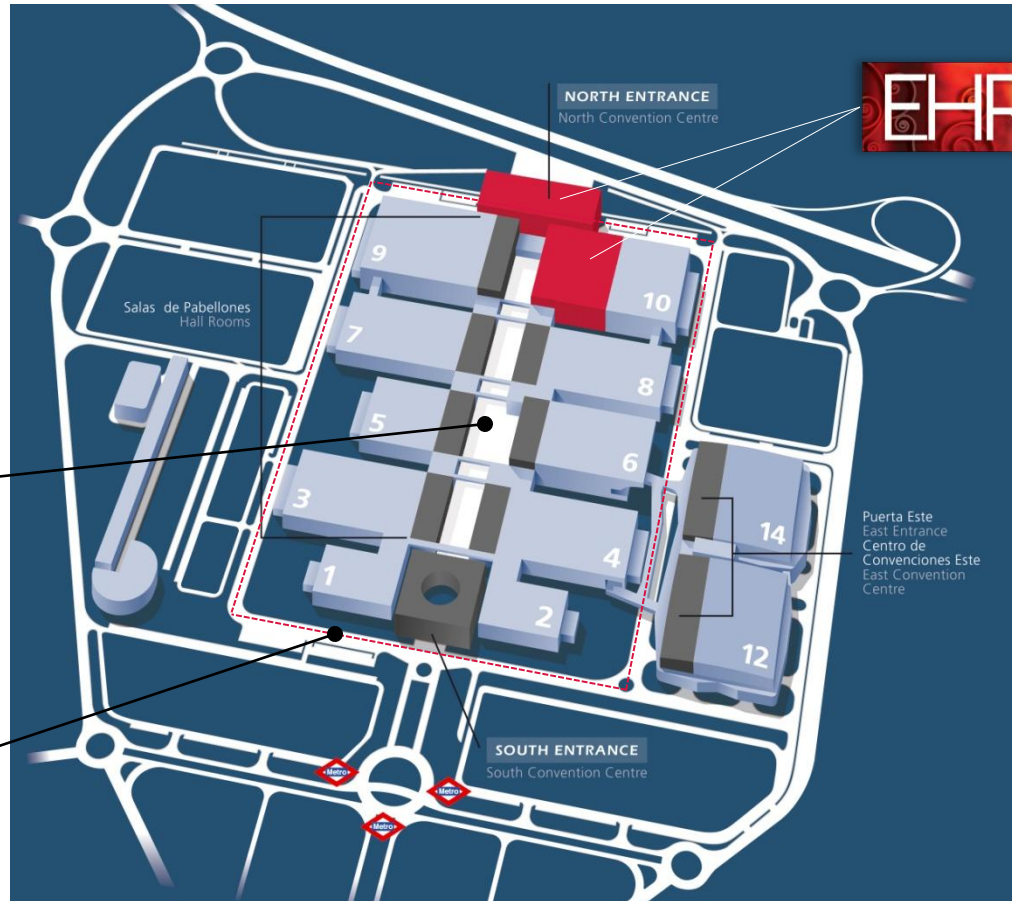 NORTH ENTRANCE
North Convention Centre
9
10
Salas de Pabellones
Hall Rooms
7
8
5
6
3
14
Puerta Este
East Entrance
Centro de
Convenciones Este
East Convention
Centre
4
1
2
12
SOUTH ENTRANCE
South Convention Centre
Metro
Metro
Metro